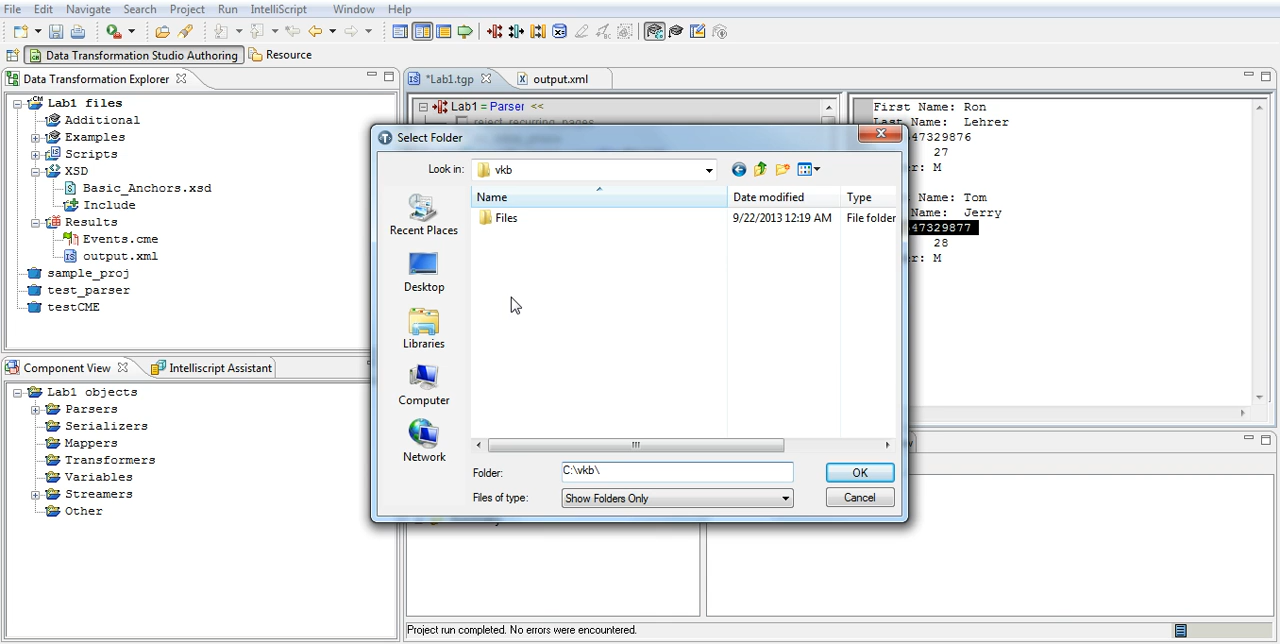 File Edit Navigate Search Project Run IntelliScript Window Help
Data Transformation Studio Authoring Resource
Data Transformation Explorer
Lab1 files
Additional
Examples
Scripts
XSD
Basic_Anchors.xsd
Include
Results
Events.cme
output.xml
sample_proj
test_parser
testCME
Component View Intelliscript Assistant
Lab1 objects
Parsers
Serializers
Mappers
Transformers
Variables
Streamers
Other
*Lab1.tgp output.xml
Lab1 = Parser <<
reject_recurring_pages
First Name: Ron
Last Name: Lehrer
47329876
27
r: M
Name: Tom
Name: Jerry
47329877
28
er: M
Select Folder
Look in: vkb
Name Date modified Type
Files 9/22/2013 12:19 AM File folder
Recent Places
Desktop
Libraries
Computer
Network
Folder: C:\vkb\ OK
Files of type: Show Folders Only Cancel
Project run completed. No errors were encountered.